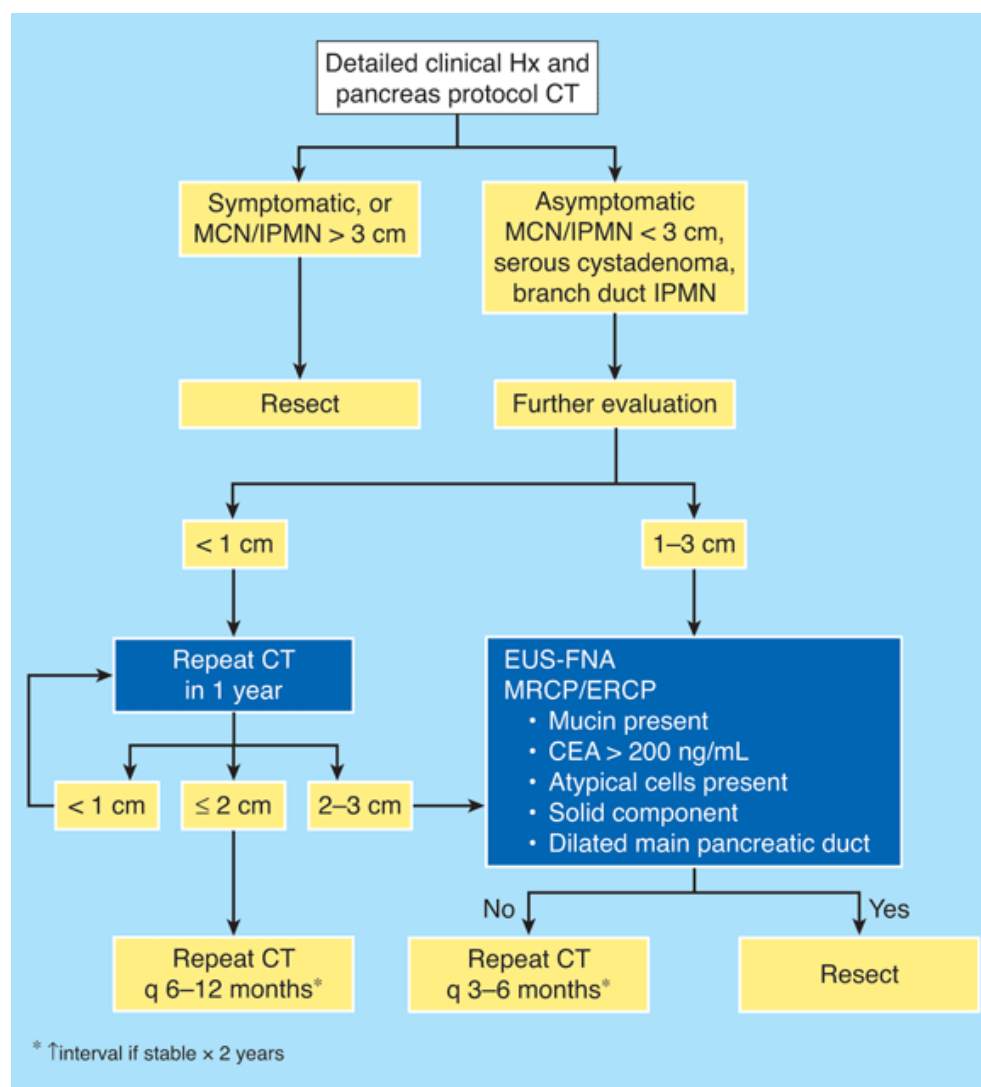 Detailed clinical Hx and
pancreas protocol CT
Symptomatic, or
MCN/IPMN > 3 cm
Asymptomatic
MCN/IPMN < 3 cm,
serous cystadenoma,
branch duct IPMN
Resect
Further evaluation
< 1 cm
1–3 cm
Repeat CT
in 1 year
EUS-FNA
MRCP/ERCP
• Mucin present
• CEA > 200 ng/mL
• Atypical cells present
• Solid component
• Dilated main pancreatic duct
< 1 cm
≤ 2 cm
2–3 cm
No
Yes
Repeat CT
q 6–12 months*
Repeat CT
q 3–6 months*
Resect
* ↑interval if stable × 2 years